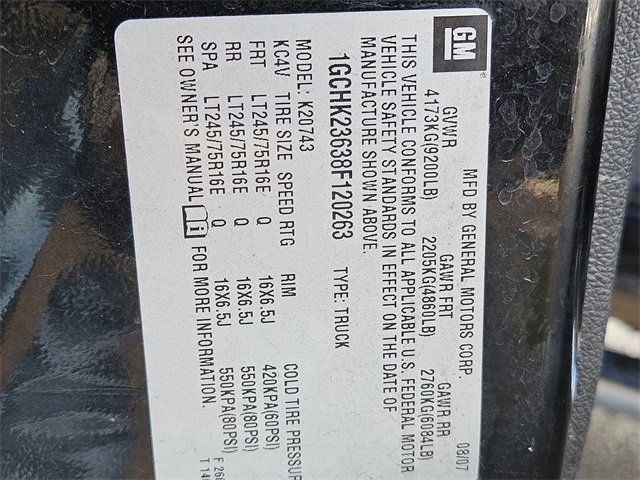 GM
MFD BY GENERAL MOTORS CORP. 08/07
GVWR GAWR FRT GAWR RR
4173KG(9200LB) 2205KG(4860LB) 2760KG(6084LB)
THIS VEHICLE CONFORMS TO ALL APPLICABLE U.S. FEDERAL MOTOR
VEHICLE SAFETY STANDARDS IN EFFECT ON THE DATE OF
MANUFACTURE SHOWN ABOVE.
1GCHK23638F120263 TYPE: TRUCK
MODEL: K20743
KC4V TIRE SIZE SPEED RTG RIM COLD TIRE PRESSUR
FRT LT245/75R16E Q 16X6.5J 420KPA(60PSI)
RR LT245/75R16E Q 16X6.5J 550KPA(80PSI)
SPA LT245/75R16E Q 16X6.5J 550KPA(80PSI)
SEE OWNER'S MANUAL i FOR MORE INFORMATION.